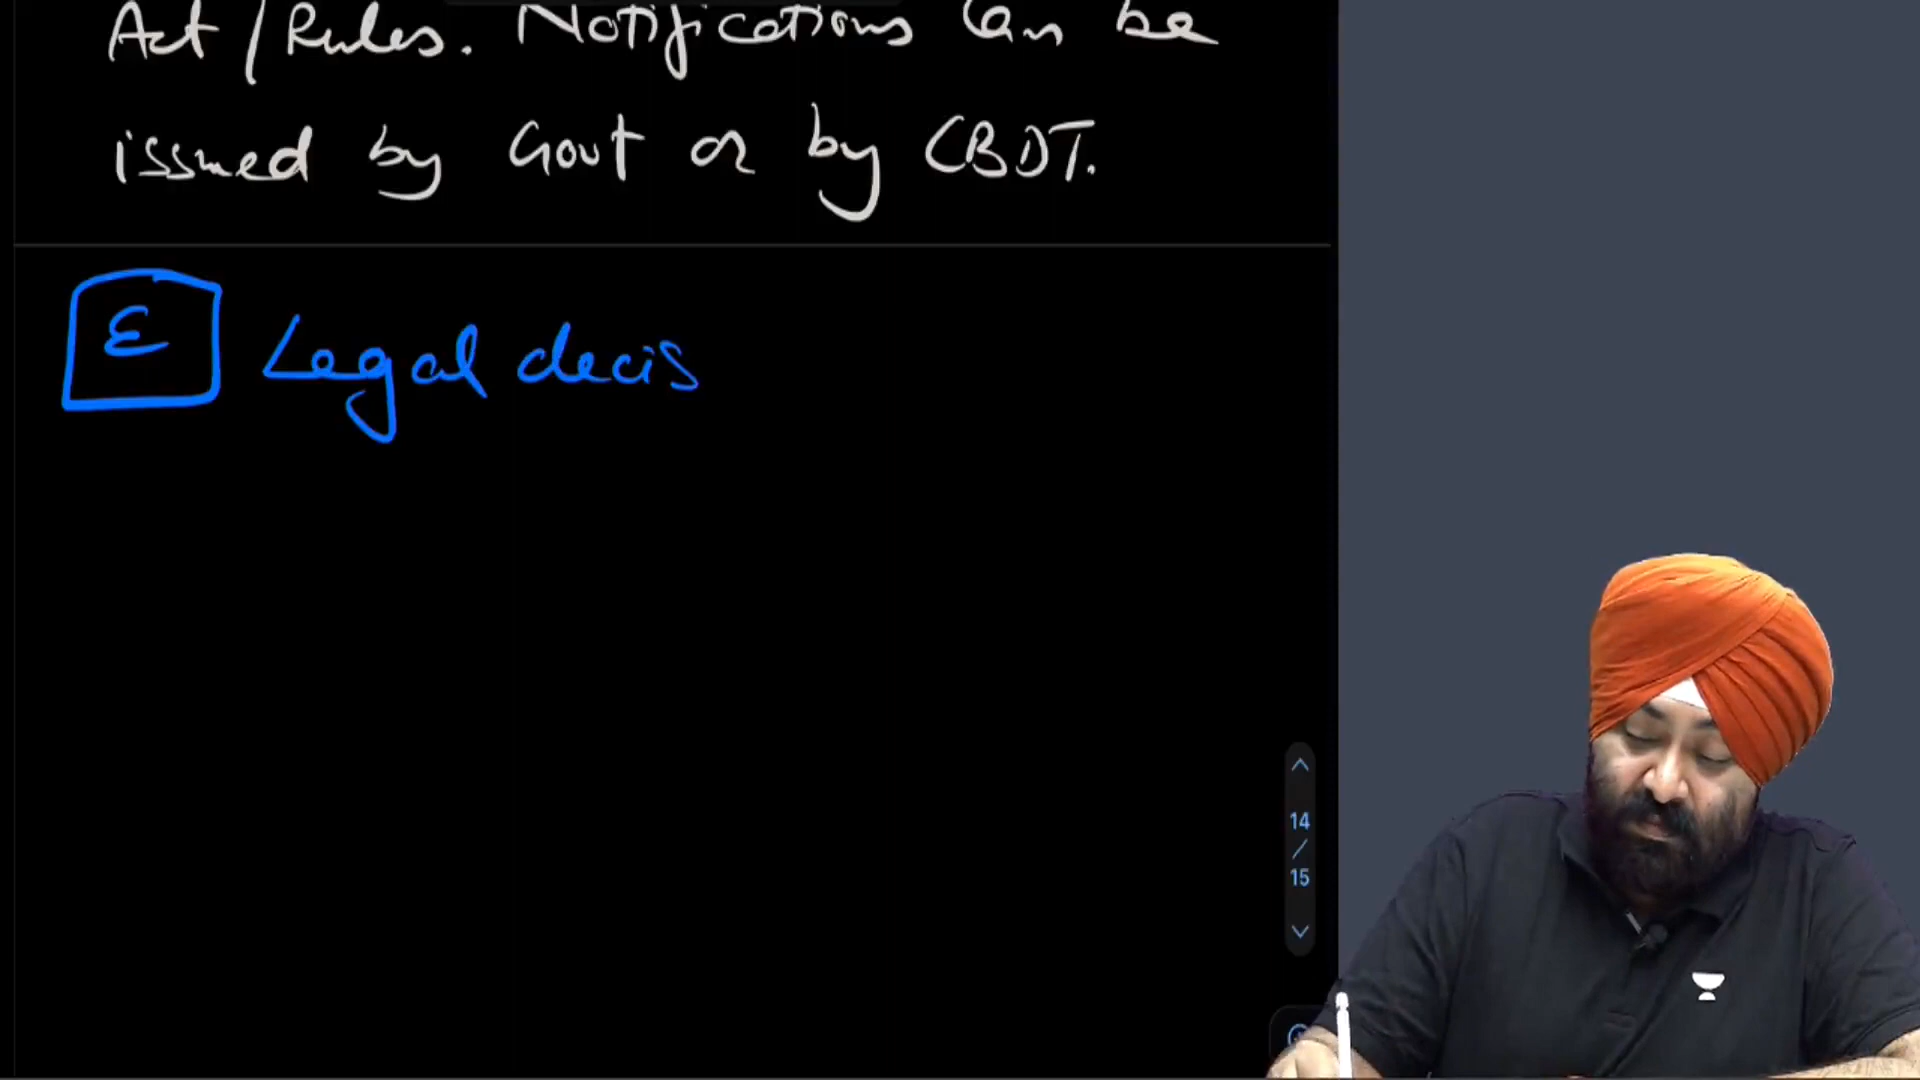 Act/Rules. Notifications can be
issued by Govt or by CBDT.
E Legal decis
14
/
15